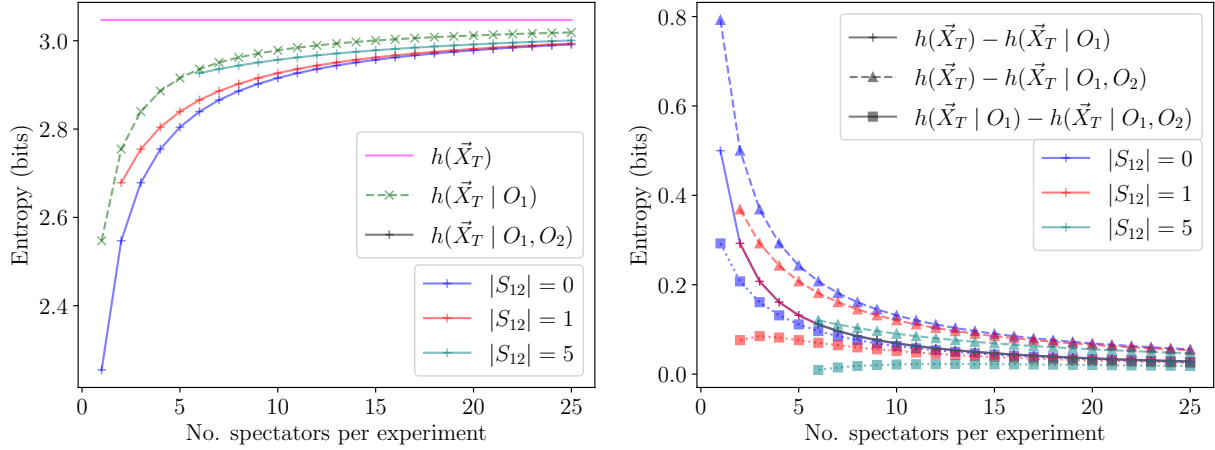 3.0
2.8
2.6
2.4
Entropy (bits)
0
5
10
15
20
25
No. spectators per experiment
h(X⃗_T)
h(X⃗_T | O_1)
h(X⃗_T | O_1, O_2)
|S_12| = 0
|S_12| = 1
|S_12| = 5
0.8
0.6
0.4
0.2
0.0
Entropy (bits)
0
5
10
15
20
25
No. spectators per experiment
h(X⃗_T) − h(X⃗_T | O_1)
h(X⃗_T) − h(X⃗_T | O_1, O_2)
h(X⃗_T | O_1) − h(X⃗_T | O_1, O_2)
|S_12| = 0
|S_12| = 1
|S_12| = 5